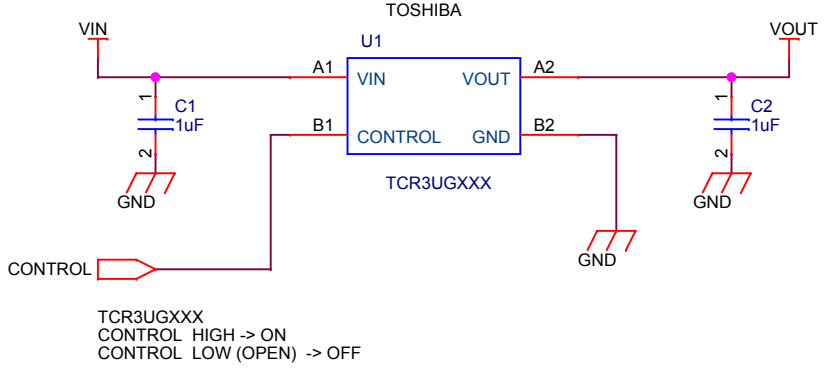 TOSHIBA
VIN
VOUT
U1
A1
VIN
VOUT
A2
1
C1
1uF
2
GND
B1
CONTROL
GND
B2
1
C2
1uF
2
GND
TCR3UGXXX
GND
CONTROL
TCR3UGXXX
CONTROL HIGH -> ON
CONTROL LOW (OPEN) -> OFF